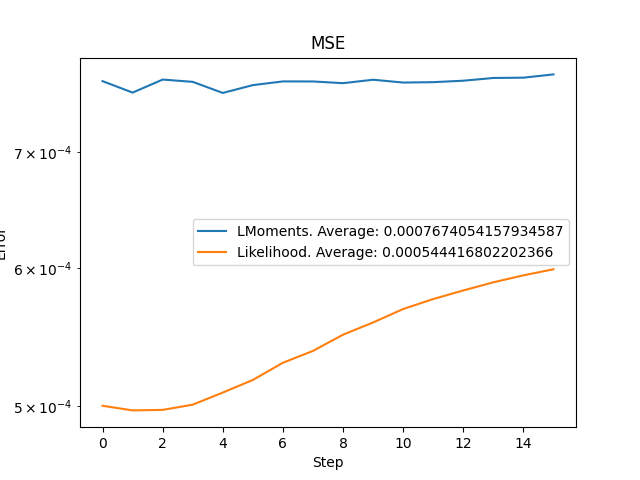 MSE
7 × 10⁻⁴
6 × 10⁻⁴
5 × 10⁻⁴
Error
LMoments. Average: 0.0007674054157934587
Likelihood. Average: 0.000544416802202366
0 2 4 6 8 10 12 14
Step